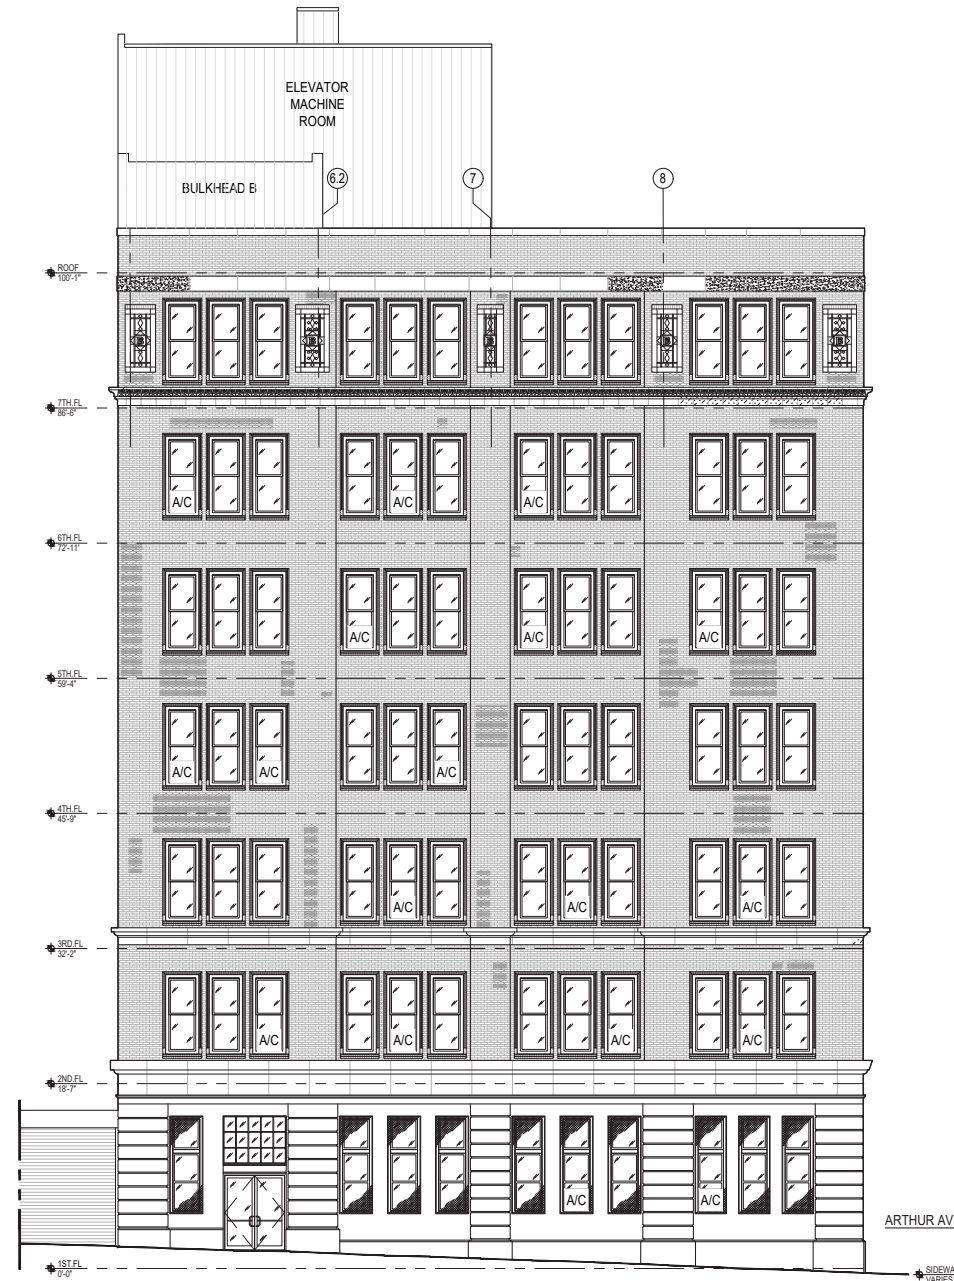 ELEVATOR
MACHINE
ROOM
BULKHEAD B
6.2
7
8
ROOF
100'-1"
7TH.FL
86'-6"
A/C
A/C
A/C
6TH.FL
72'-11"
A/C
A/C
A/C
5TH.FL
59'-4"
A/C
A/C
A/C
4TH.FL
45'-9"
A/C
A/C
A/C
3RD.FL
32'-2"
A/C
A/C
A/C
A/C
2ND.FL
18'-7"
A/C
A/C
ARTHUR AV
1ST.FL
0'-0"
SIDEWA
VARIES